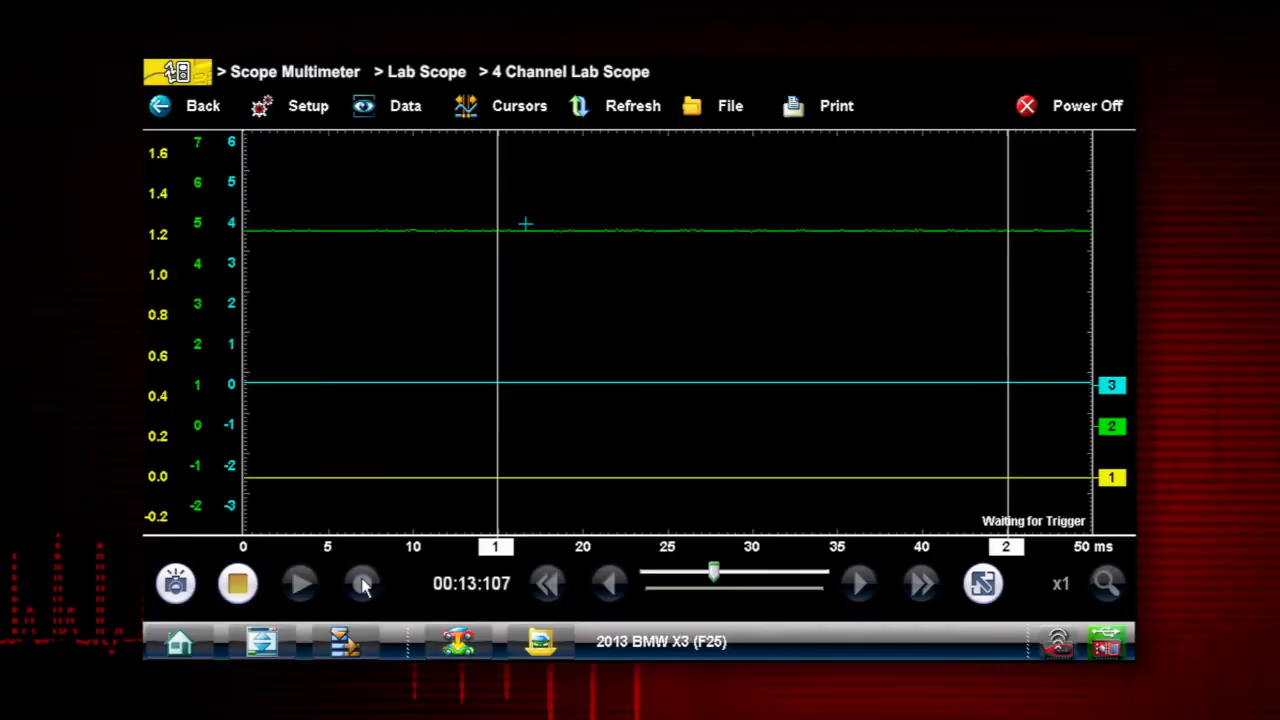 > Scope Multimeter > Lab Scope > 4 Channel Lab Scope
Back Setup Data Cursors Refresh File Print Power Off
7 6
1.6
6 5
1.4
5 4
1.2
4 3
1.0
3 2
0.8
2 1
0.6
1 0 3
0.4
0 -1 2
0.2
-1 -2
0.0 1
-2 -3
-0.2 Waiting for Trigger
0 5 10 1 20 25 30 35 40 2 50 ms
00:13:107 x1
2013 BMW X3 (F25)